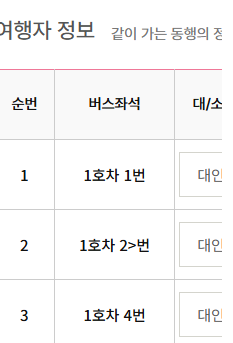 여행자 정보 같이 가는 동행의 정
순번 버스좌석 대/소
1 1호차 1번 대인
2 1호차 2>번 대인
3 1호차 4번 대인